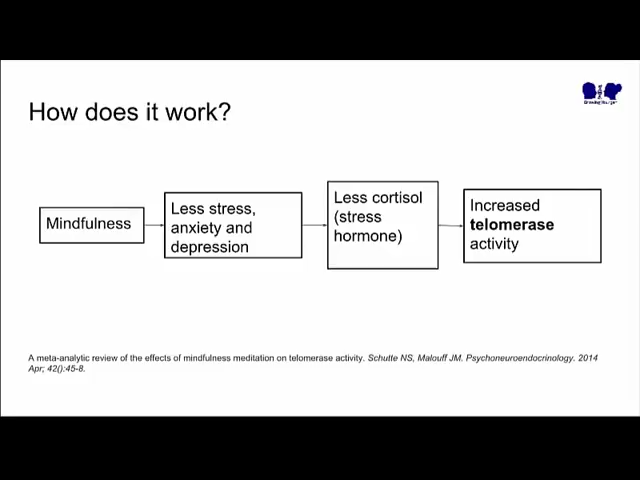 How does it work?
Mindfulness
Less stress,
anxiety and
depression
Less cortisol
(stress
hormone)
Increased
telomerase
activity
A meta-analytic review of the effects of mindfulness meditation on telomerase activity. Schutte NS, Malouff JM. Psychoneuroendocrinology. 2014
Apr; 42():45-8.